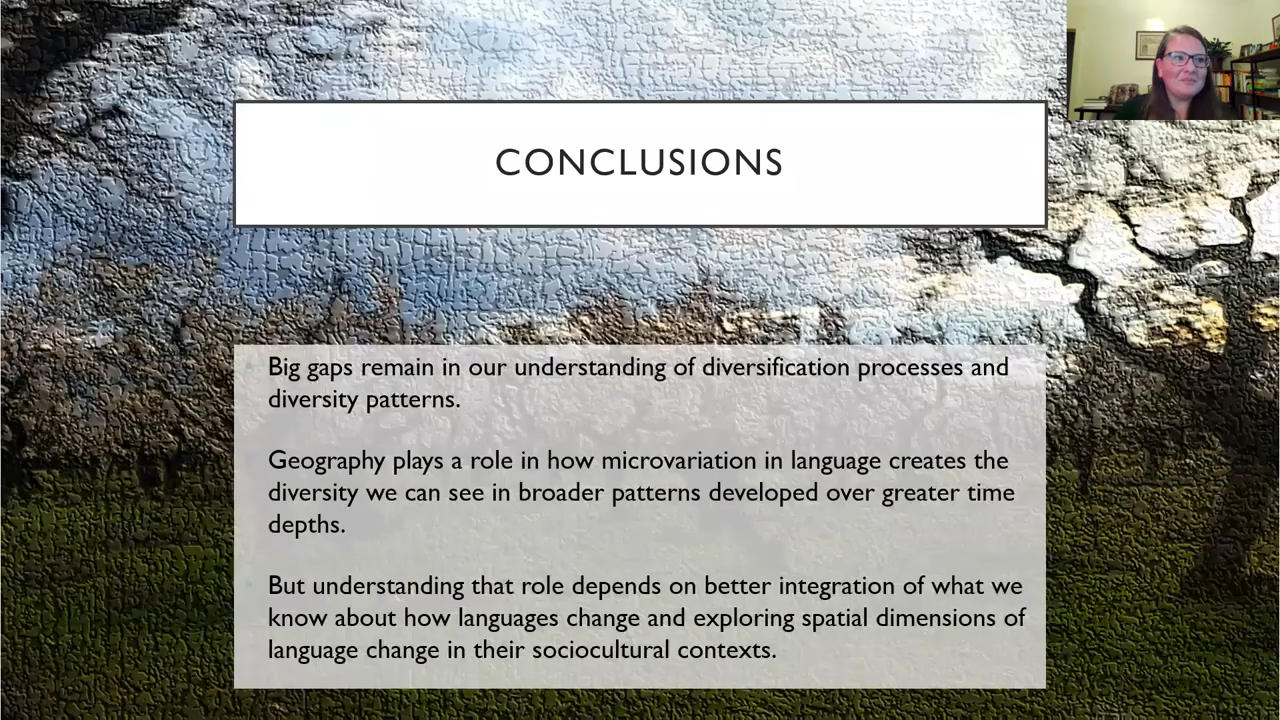 CONCLUSIONS
Big gaps remain in our understanding of diversification processes and
diversity patterns.
Geography plays a role in how microvariation in language creates the
diversity we can see in broader patterns developed over greater time
depths.
But understanding that role depends on better integration of what we
know about how languages change and exploring spatial dimensions of
language change in their sociocultural contexts.